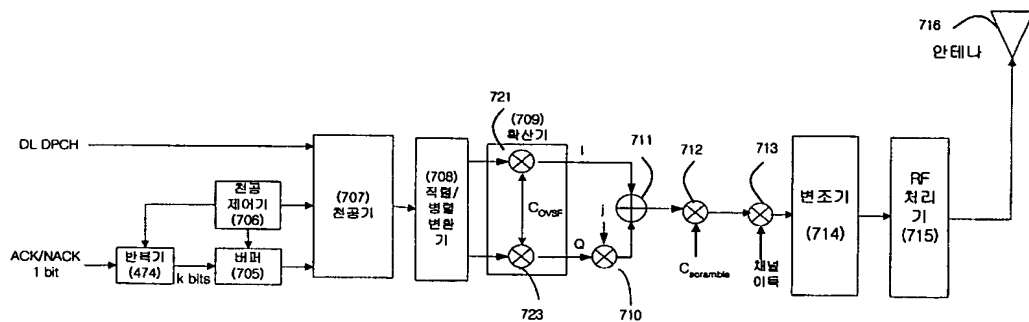 716
안테나
721
(709)
확산기
DL DPCH
I
711
712
713
(707)
천공기
(708)
직렬/
병렬
변환
기
C_OVSF
j
변조기
(714)
RF
처리
기
(715)
천공
제어기
(706)
Q
ACK/NACK
1 bit
반복기
(474)
k bits
버퍼
(705)
C_scramble
채널
이득
723
710